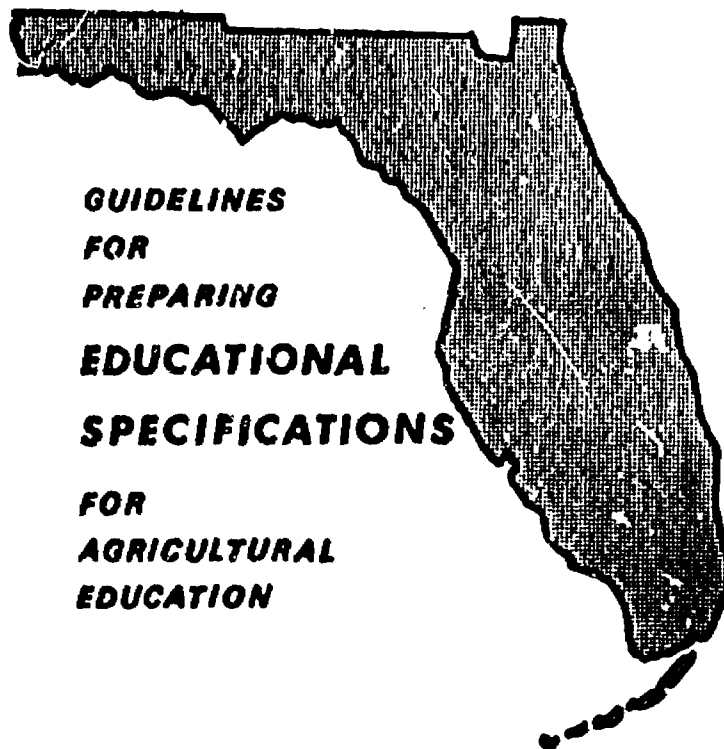 GUIDELINES
FOR
PREPARING
EDUCATIONAL
SPECIFICATIONS
FOR
AGRICULTURAL
EDUCATION